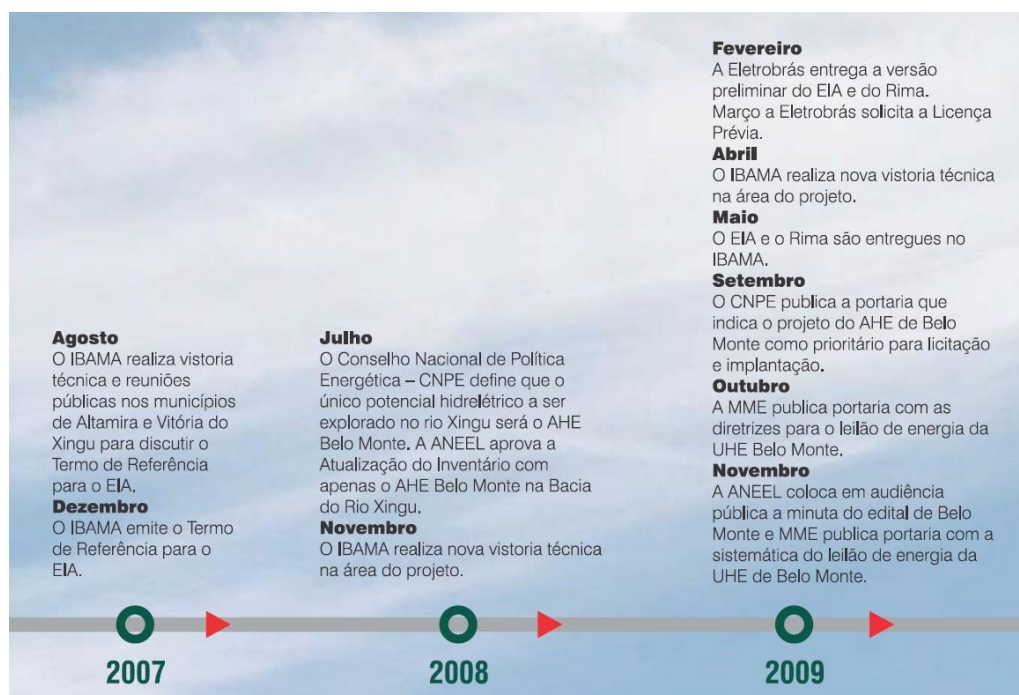 Agosto
O IBAMA realiza vistoria
técnica e reuniões
públicas nos municípios
de Altamira e Vitória do
Xingu para discutir o
Termo de Referência
para o EIA.
Dezembro
O IBAMA emite o Termo
de Referência para o
EIA.
2007
Julho
O Conselho Nacional de Política
Energética – CNPE define que o
único potencial hidrelétrico a ser
explorado no rio Xingu será o AHE
Belo Monte. A ANEEL aprova a
Atualização do Inventário com
apenas o AHE Belo Monte na Bacia
do Rio Xingu.
Novembro
O IBAMA realiza nova vistoria técnica
na área do projeto.
2008
Fevereiro
A Eletrobrás entrega a versão
preliminar do EIA e do Rima.
Março a Eletrobrás solicita a Licença
Prévia.
Abril
O IBAMA realiza nova vistoria técnica
na área do projeto.
Maio
O EIA e o Rima são entregues no
IBAMA.
Setembro
O CNPE publica a portaria que
indica o projeto do AHE de Belo
Monte como prioritário para licitação
e implantação.
Outubro
A MME publica portaria com as
diretrizes para o leilão de energia da
UHE Belo Monte.
Novembro
A ANEEL coloca em audiência
pública a minuta do edital de Belo
Monte e MME publica portaria com a
sistemática do leilão de energia da
UHE de Belo Monte.
2009